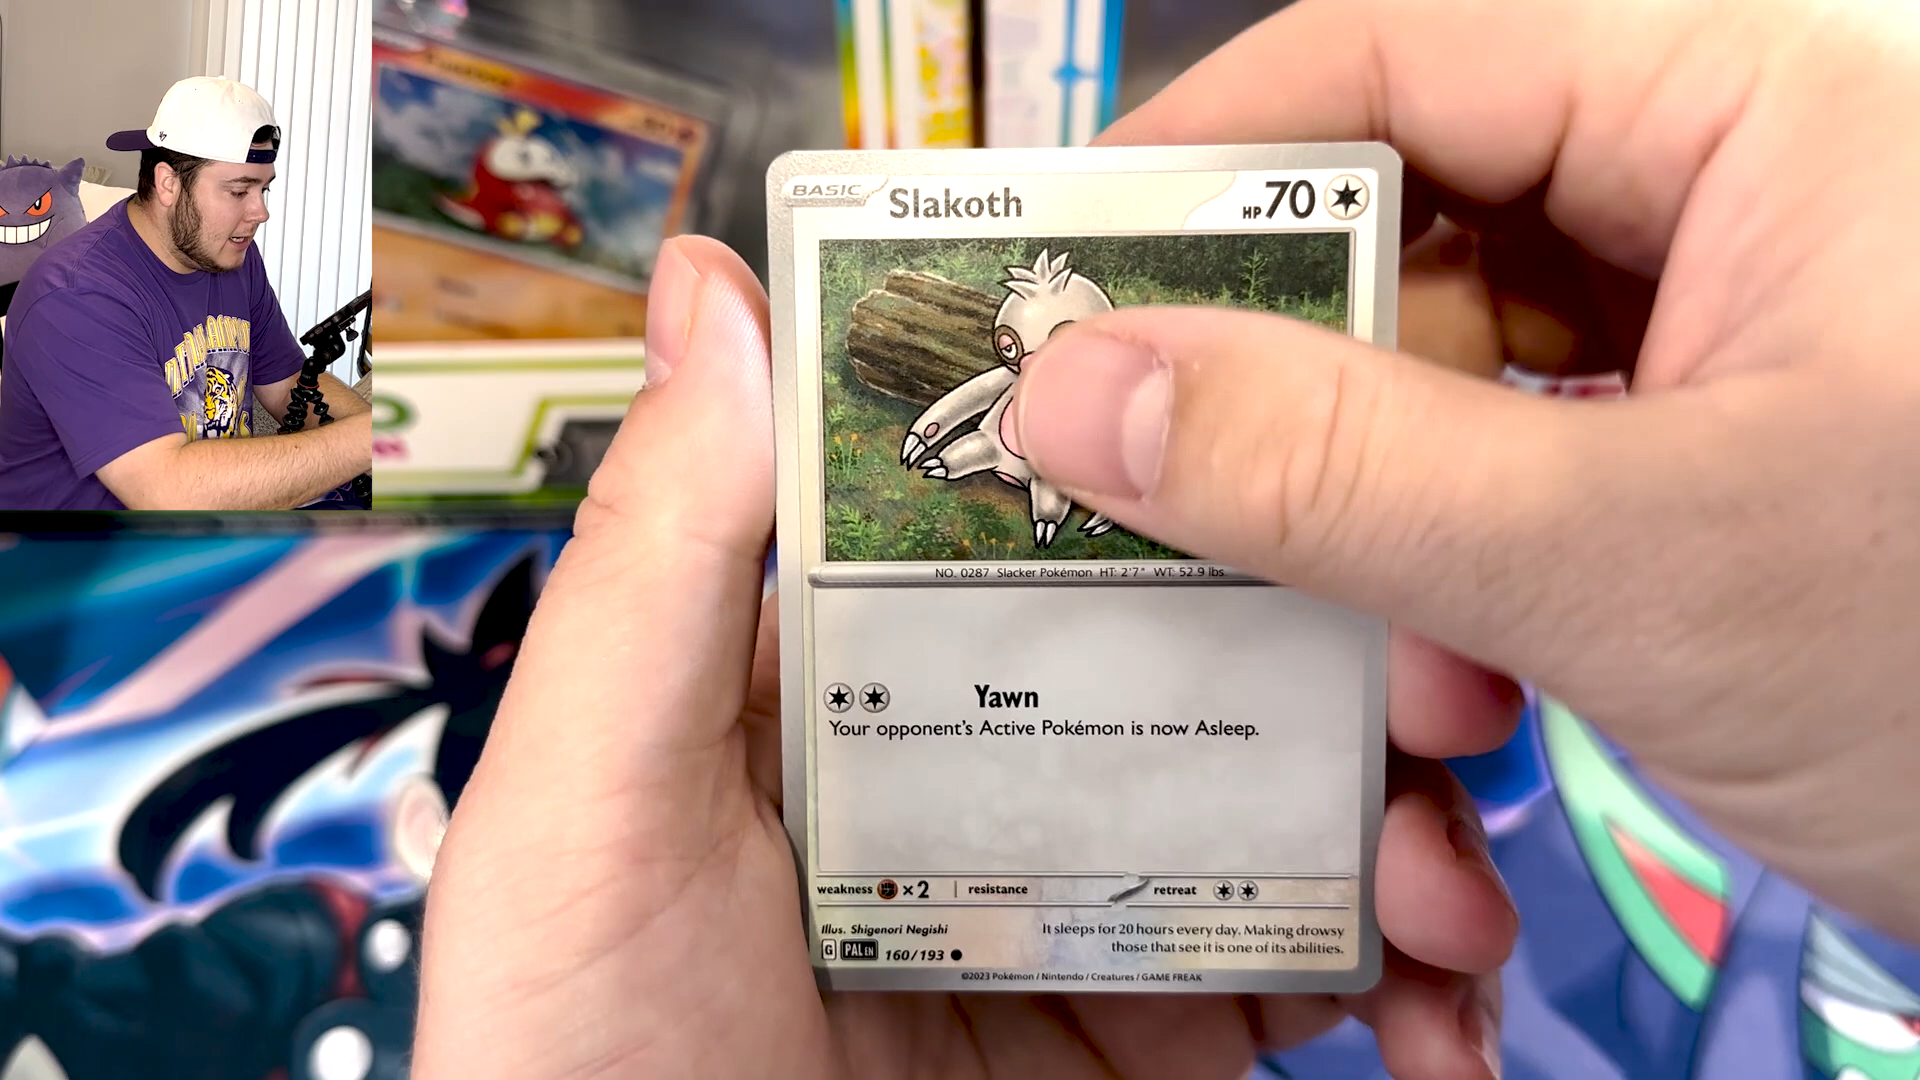 BASIC
Slakoth
HP 70
NO. 0287 Slacker Pokémon HT: 2'7" WT: 52.9 lbs.
Yawn
Your opponent's Active Pokémon is now Asleep.
weakness ×2 resistance retreat
Illus. Shigenori Negishi
It sleeps for 20 hours every day. Making drowsy
those that see it is one of its abilities.
G PAL EN 160/193
©2023 Pokémon / Nintendo / Creatures / GAME FREAK